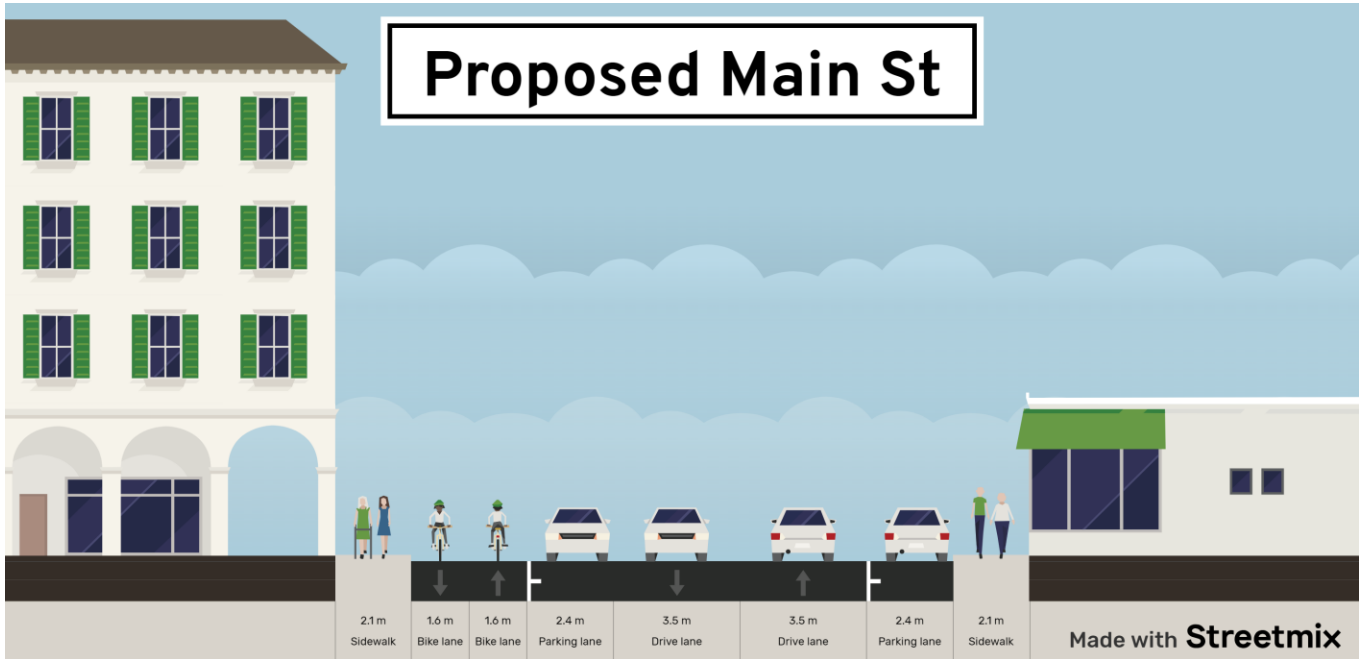 Proposed Main St
2.1 m
Sidewalk
1.6 m
Bike lane
1.6 m
Bike lane
2.4 m
Parking lane
3.5 m
Drive lane
3.5 m
Drive lane
2.4 m
Parking lane
2.1 m
Sidewalk
Made with Streetmix